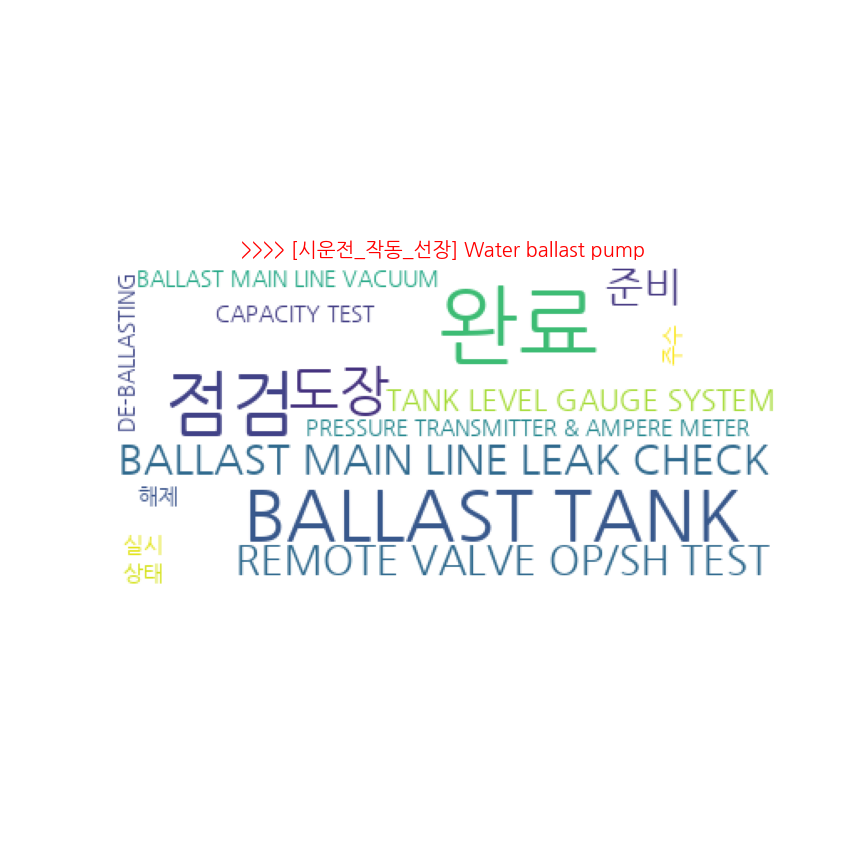 >>>> [시운전_작동_선장] Water ballast pump
BALLAST MAIN LINE VACUUM
준비
DE-BALLASTING
CAPACITY TEST
완료
주수
점검
도장
TANK LEVEL GAUGE SYSTEM
PRESSURE TRANSMITTER & AMPERE METER
BALLAST MAIN LINE LEAK CHECK
해제
BALLAST TANK
실시
REMOTE VALVE OP/SH TEST
상태